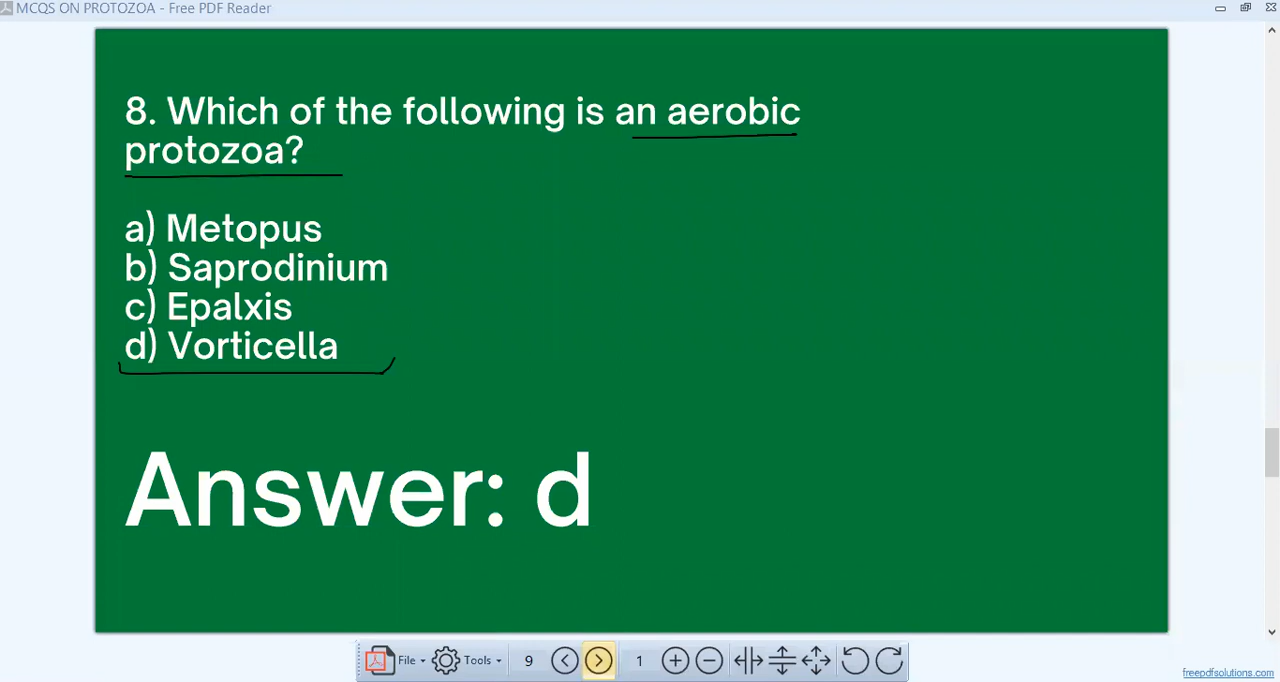 MCQS ON PROTOZOA - Free PDF Reader
8. Which of the following is an aerobic
protozoa?
a) Metopus
b) Saprodinium
c) Epalxis
d) Vorticella
Answer: d
File Tools 9 1
freepdfsolutions.com